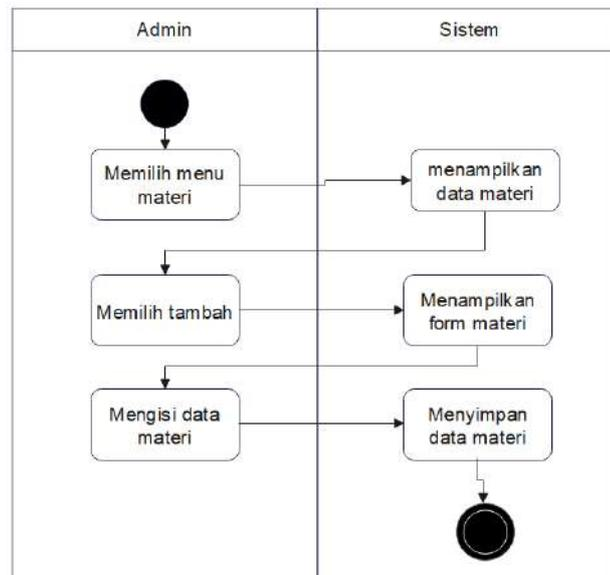 Admin
Sistem
Memilih menu
materi
menampilkan
data materi
Memilih tambah
Menampilkan
form materi
Mengisi data
materi
Menyimpan
data materi